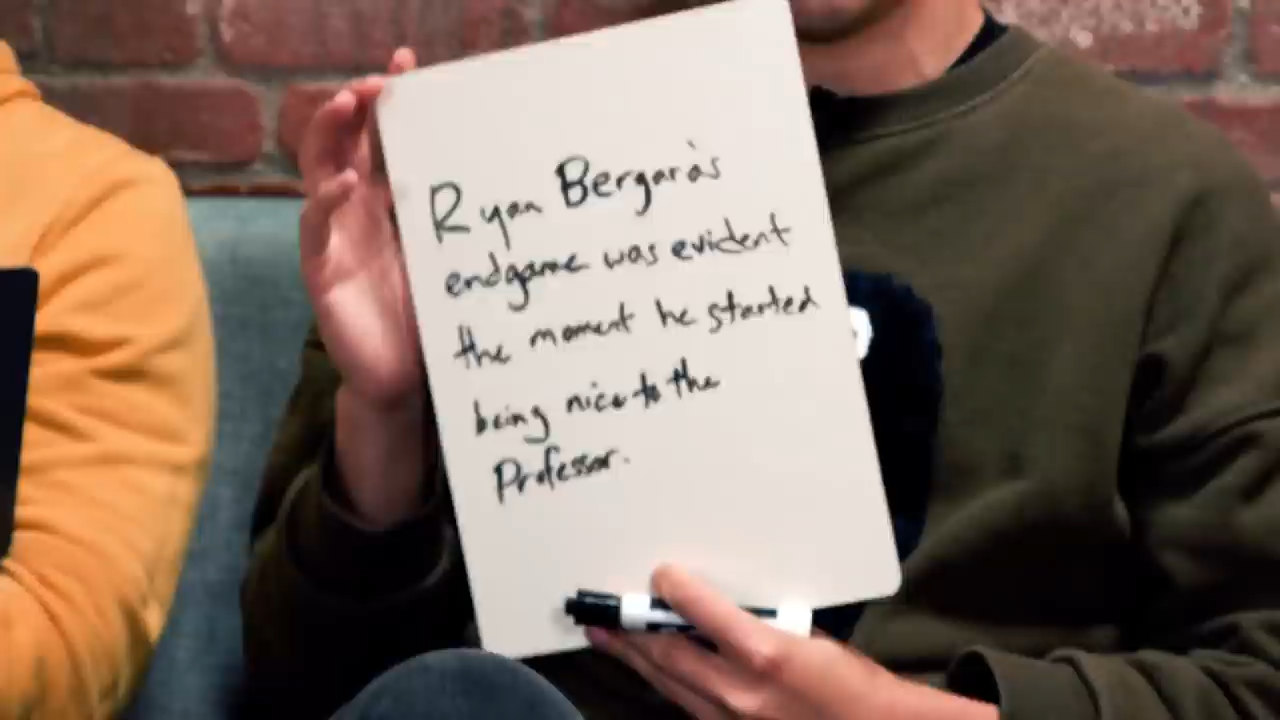 Ryan Bergara's
endgame was evident
the moment he started
being nice to the
Professor.